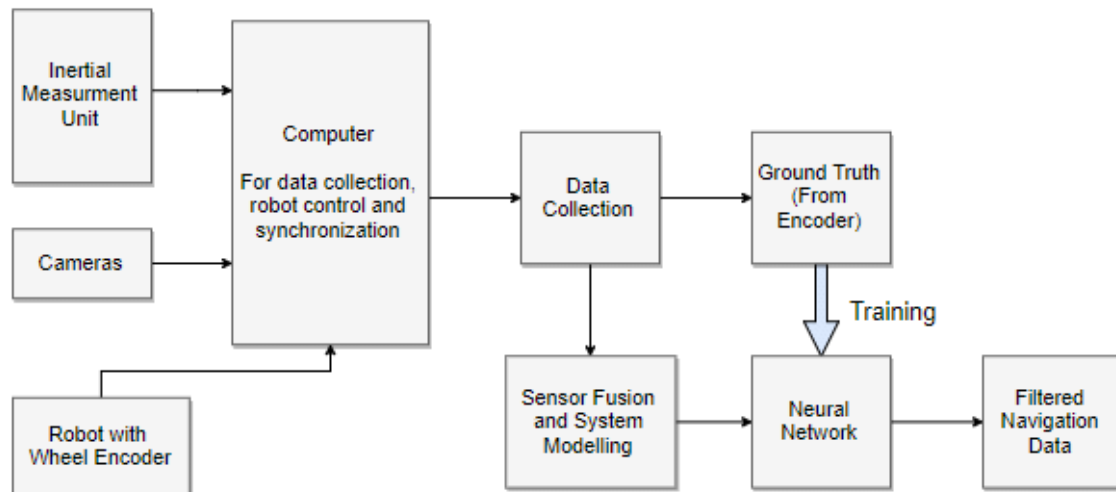 Inertial
Measurment
Unit
Cameras
Robot with
Wheel Encoder
Computer
For data collection,
robot control and
synchronization
Data
Collection
Ground Truth
(From
Encoder)
Training
Sensor Fusion
and System
Modelling
Neural
Network
Filtered
Navigation
Data